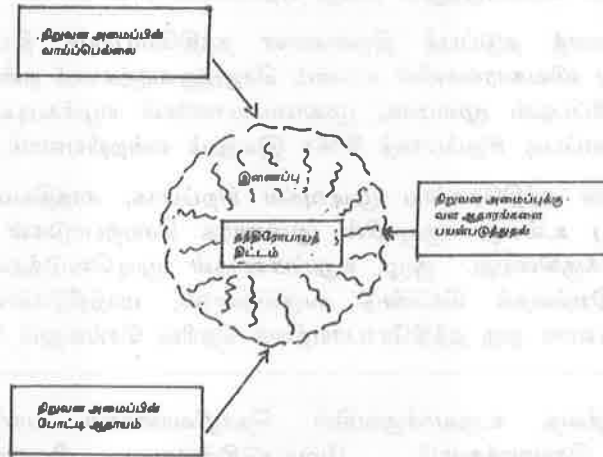 நிறுவன அமைப்பின்
வாய்ப்பெல்லை
இணைப்பு
நிறுவன அமைப்புக்கு
வள ஆதாரங்களை
பயன்படுத்துதல்
தந்திரோபாயத்
திட்டம்
நிறுவன அமைப்பின்
போட்டி ஆதாயம்